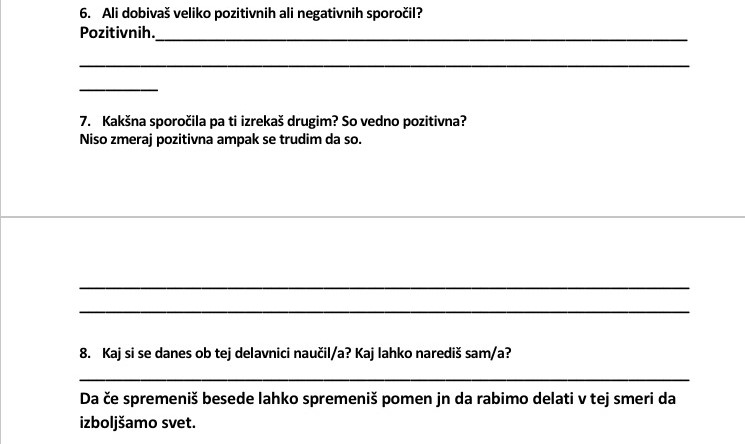 6. Ali dobivaš veliko pozitivnih ali negativnih sporočil?
Pozitivnih.
7. Kakšna sporočila pa ti izrekaš drugim? So vedno pozitivna?
Niso zmeraj pozitivna ampak se trudim da so.
8. Kaj si se danes ob tej delavnici naučil/a? Kaj lahko narediš sam/a?
Da če spremeniš besede lahko spremeniš pomen jn da rabimo delati v tej smeri da
izboljšamo svet.